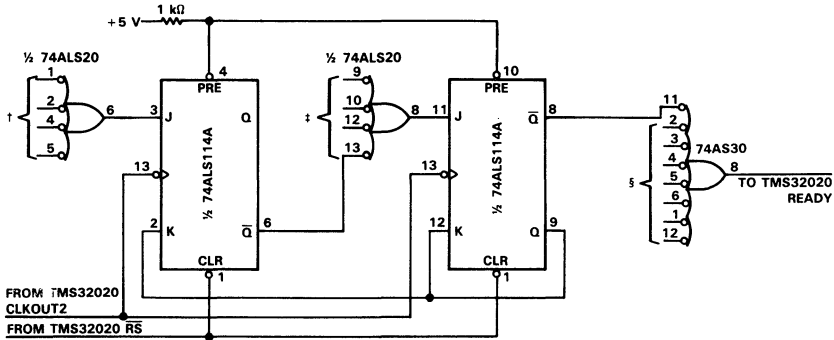 +5 V
1 kΩ
½ 74ALS20
1
2
4
5
†
6
3
J
4
PRE
Q
½ 74ALS114A
13
2
K
Q̄
6
CLR
1
½ 74ALS20
9
10
12
13
‡
8
11
J
10
PRE
Q̄
8
½ 74ALS114A
13
12
K
Q
9
CLR
1
11
2
3
4
5
6
1
12
§
74AS30
8
TO TMS32020
READY
FROM TMS32020
CLKOUT2
FROM TMS32020 R̄S̄